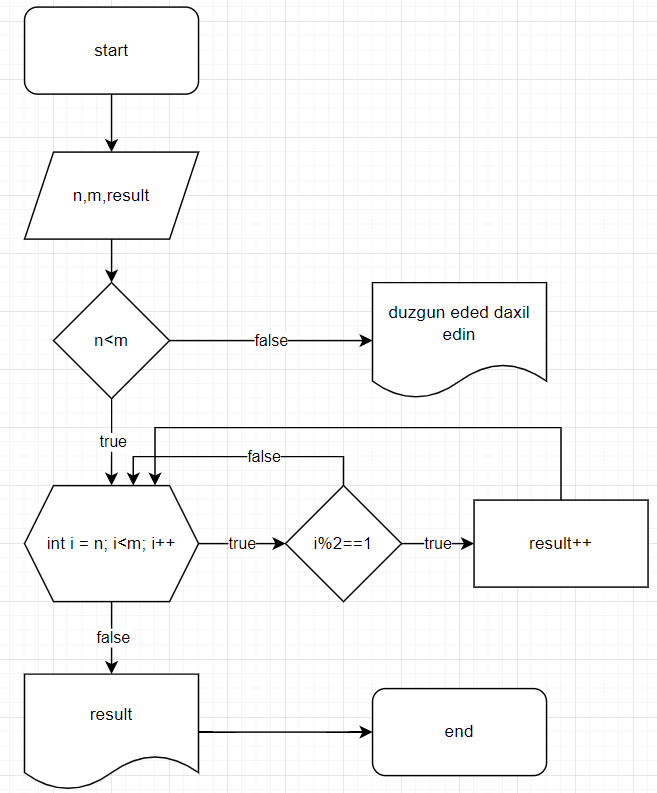 start
n,m,result
n<m
false
duzgun eded daxil
edin
true
false
int i = n; i<m; i++
true
i%2==1
true
result++
false
result
end